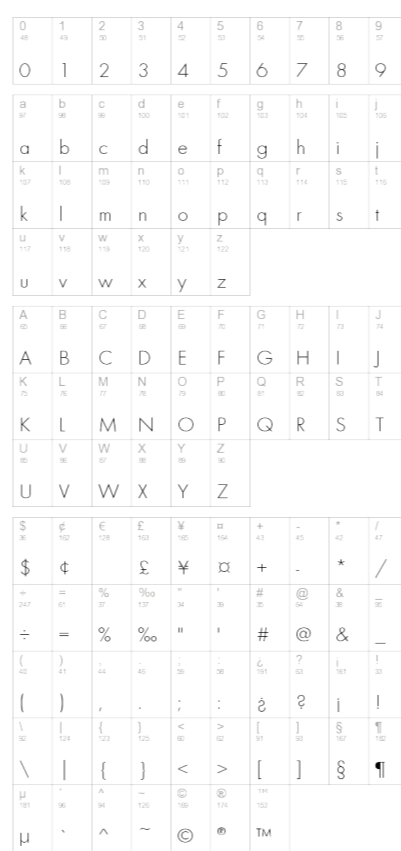 0 1 2 3 4 5 6 7 8 9
48 49 50 51 52 53 54 55 56 57
0 1 2 3 4 5 6 7 8 9
a b c d e f g h i j
97 98 99 100 101 102 103 104 105 106
a b c d e f g h i j
k l m n o p q r s t
107 108 109 110 111 112 113 114 115 116
k l m n o p q r s t
u v w x y z
117 118 119 120 121 122
u v w x y z
A B C D E F G H I J
65 66 67 68 69 70 71 72 73 74
A B C D E F G H I J
K L M N O P Q R S T
75 76 77 78 79 80 81 82 83 84
K L M N O P Q R S T
U V W X Y Z
85 86 87 88 89 90
U V W X Y Z
$ ¢ € £ ¥ ¤ + - * /
36 162 128 163 165 164 43 45 42 47
$ ¢ £ ¥ ¤ + - * /
÷ = % ‰ " ' # @ & _
247 61 37 137 34 39 35 64 38 95
÷ = % ‰ " ' # @ & _
( ) , . ; : ¿ ? ¡ !
40 41 44 46 59 58 191 63 161 33
( ) , . ; : ¿ ? ¡ !
\ | { } < > [ ] § ¶
92 124 123 125 60 62 91 93 167 182
\ | { } < > [ ] § ¶
µ ` ^ ~ © ® ™
181 96 94 126 169 174 153
µ ` ^ ~ © ® ™